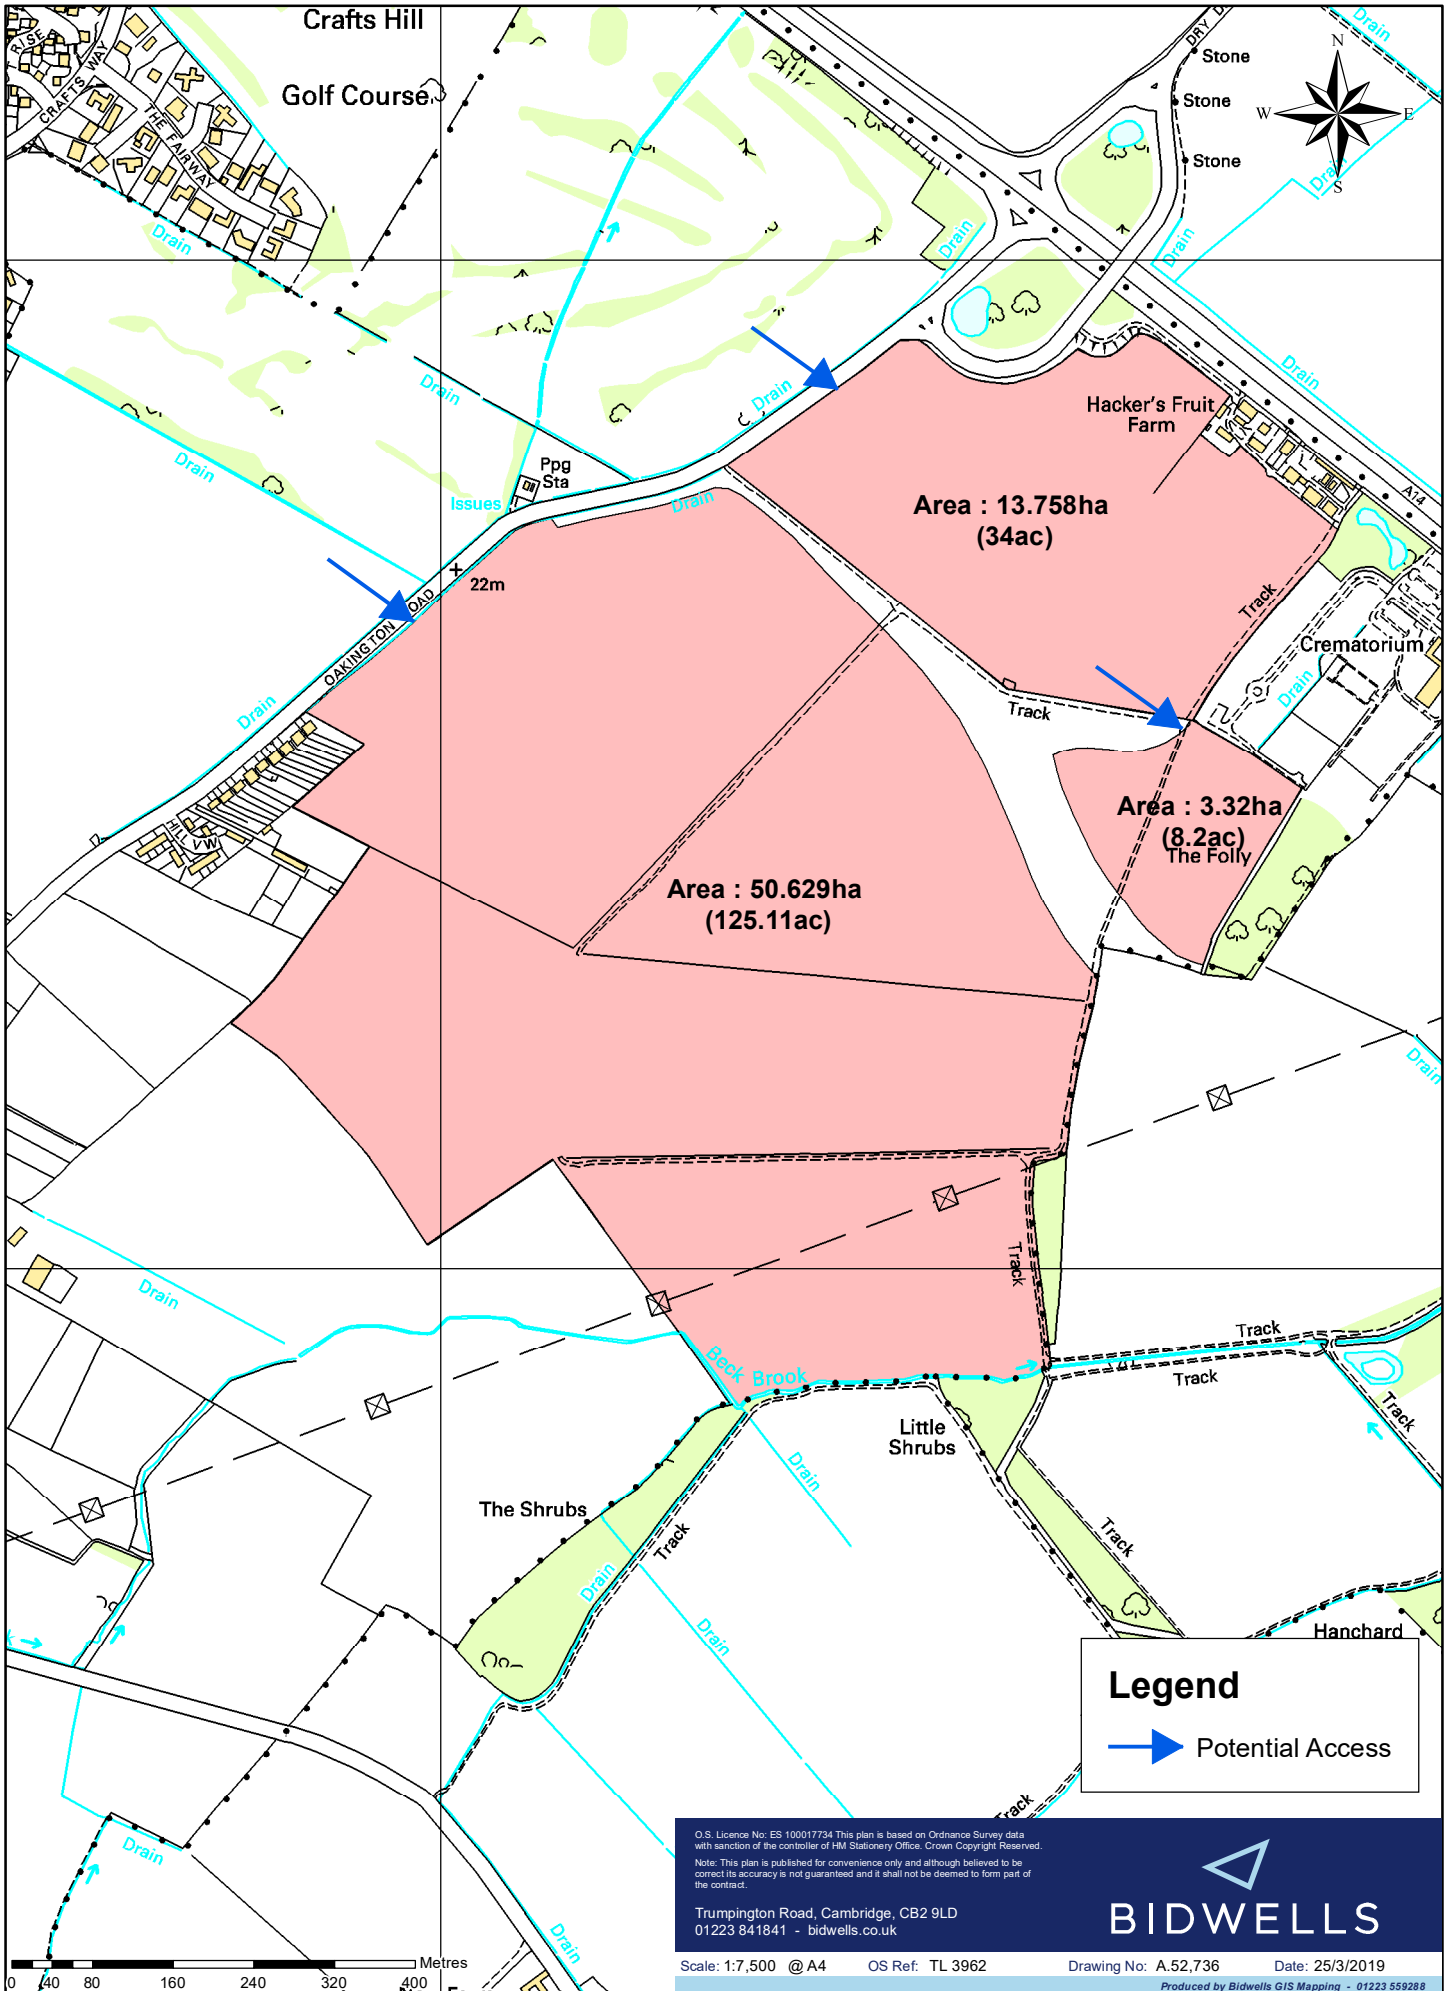 Crafts Hill
Golf Course
RISE
CRAFTS WAY
THE FAIRWAY
Drain
Drain
Drain
Drain
DRY D
Stone
Stone
Stone
N
W
E
S
Drain
Drain
Drain
Drain
Drain
Drain
Issues
Ppg
Sta
Drain
22m
OAKINGTON
OAD
Drain
HILL VW
Hacker's Fruit
Farm
A14
Area : 13.758ha
(34ac)
Track
Crematorium
Drain
Track
Area : 3.32ha
(8.2ac)
The Folly
Area : 50.629ha
(125.11ac)
Drain
Track
Drain
Beck Brook
Track
Track
Track
Little
Shrubs
Drain
The Shrubs
Track
Drain
Drain
Track
Hanchard
k
Drain
Drain
Track
Legend
Potential Access
O.S. Licence No: ES 100017734 This plan is based on Ordnance Survey data
with sanction of the controller of HM Stationery Office. Crown Copyright Reserved.
Note: This plan is published for convenience only and although believed to be
correct its accuracy is not guaranteed and it shall not be deemed to form part of
the contract.
Trumpington Road, Cambridge, CB2 9LD
01223 841841 - bidwells.co.uk
BIDWELLS
Metres
0 40 80 160 240 320 400
Scale: 1:7,500 @ A4 OS Ref: TL 3962 Drawing No: A.52,736 Date: 25/3/2019
Produced by Bidwells GIS Mapping - 01223 559288